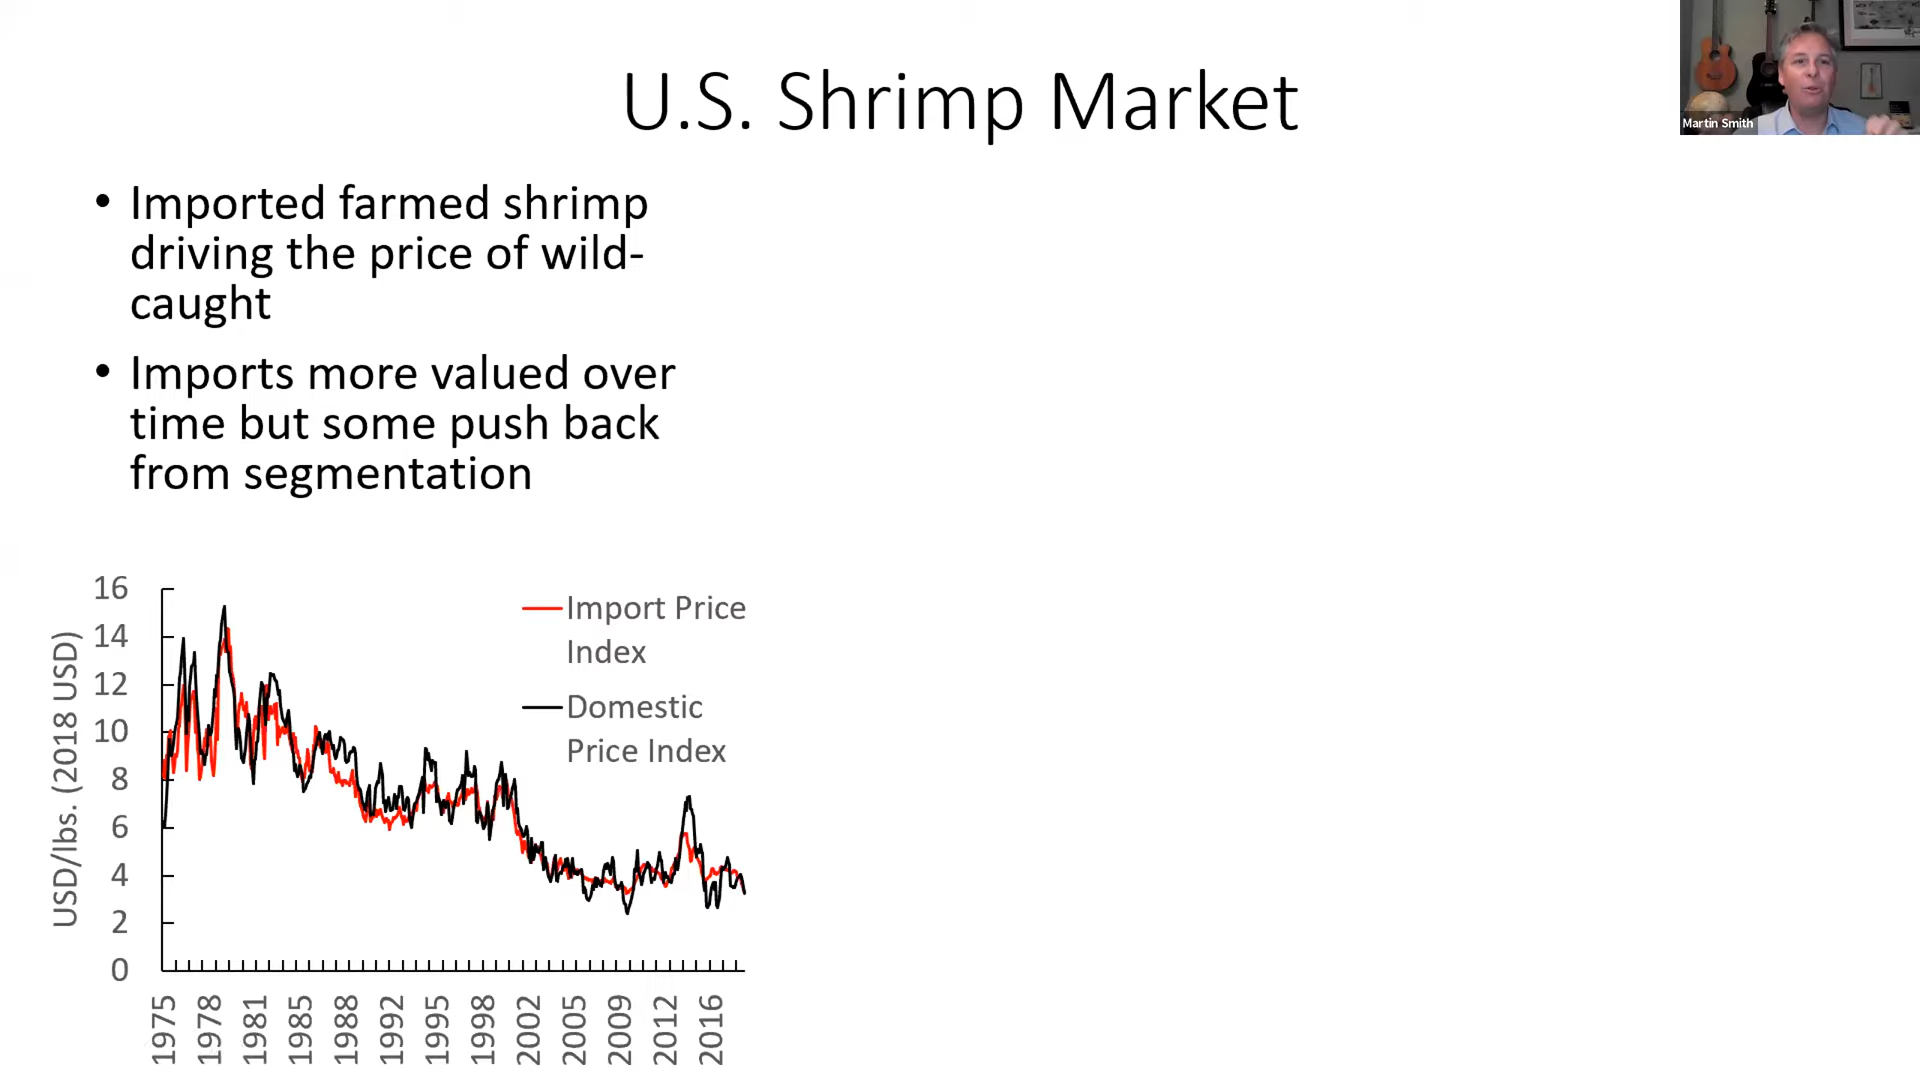 U.S. Shrimp Market
Martin Smith
• Imported farmed shrimp
driving the price of wild-
caught
• Imports more valued over
time but some push back
from segmentation
16
14
12
10
8
6
4
2
0
USD/lbs. (2018 USD)
Import Price
Index
Domestic
Price Index
1975
1978
1981
1985
1988
1992
1995
1998
2002
2005
2009
2012
2016